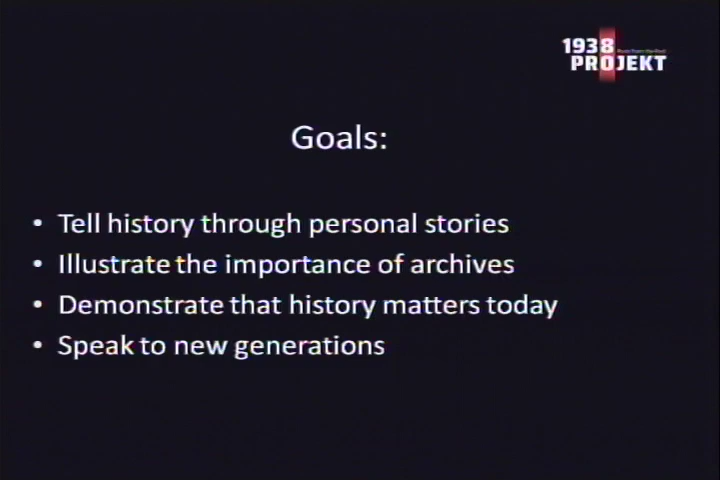 1938
PROJEKT
Goals:
• Tell history through personal stories
• Illustrate the importance of archives
• Demonstrate that history matters today
• Speak to new generations